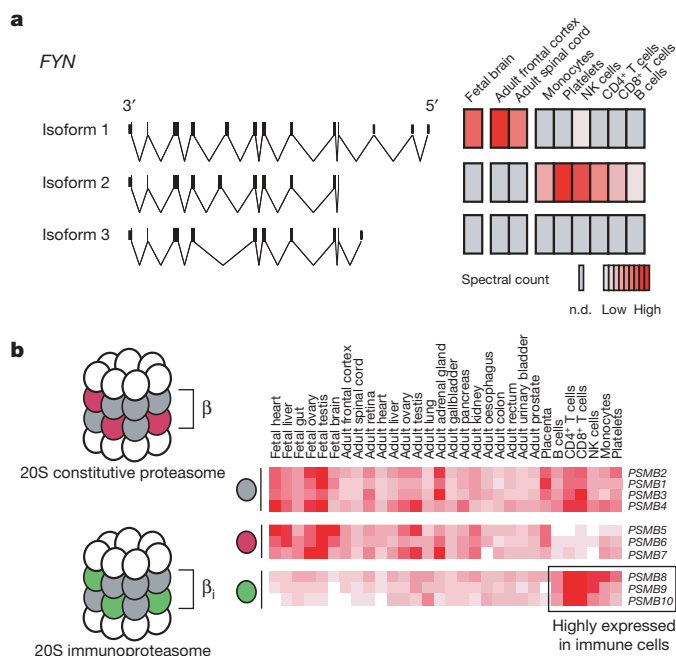 a
FYN
3′ 5′
Isoform 1
Isoform 2
Isoform 3
Fetal brain
Adult frontal cortex
Adult spinal cord
Monocytes
Platelets
NK cells
CD4+ T cells
CD8+ T cells
B cells
Spectral count
n.d. Low High
b
β
20S constitutive proteasome
βi
20S immunoproteasome
Fetal heart
Fetal liver
Fetal gut
Fetal ovary
Fetal testis
Fetal brain
Adult frontal cortex
Adult spinal cord
Adult retina
Adult heart
Adult liver
Adult ovary
Adult testis
Adult lung
Adult adrenal gland
Adult gallbladder
Adult pancreas
Adult kidney
Adult oesophagus
Adult colon
Adult rectum
Adult urinary bladder
Adult prostate
Placenta
B cells
CD4+ T cells
CD8+ T cells
NK cells
Monocytes
Platelets
PSMB2
PSMB1
PSMB3
PSMB4
PSMB5
PSMB6
PSMB7
PSMB8
PSMB9
PSMB10
Highly expressed
in immune cells